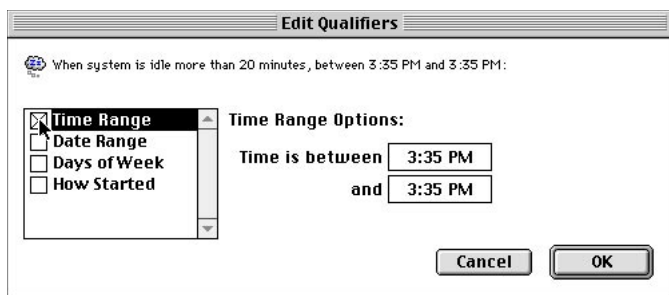 Edit Qualifiers
When system is idle more than 20 minutes, between 3:35 PM and 3:35 PM:
Time Range
Date Range
Days of Week
How Started
Time Range Options:
Time is between 3:35 PM
and 3:35 PM
Cancel OK